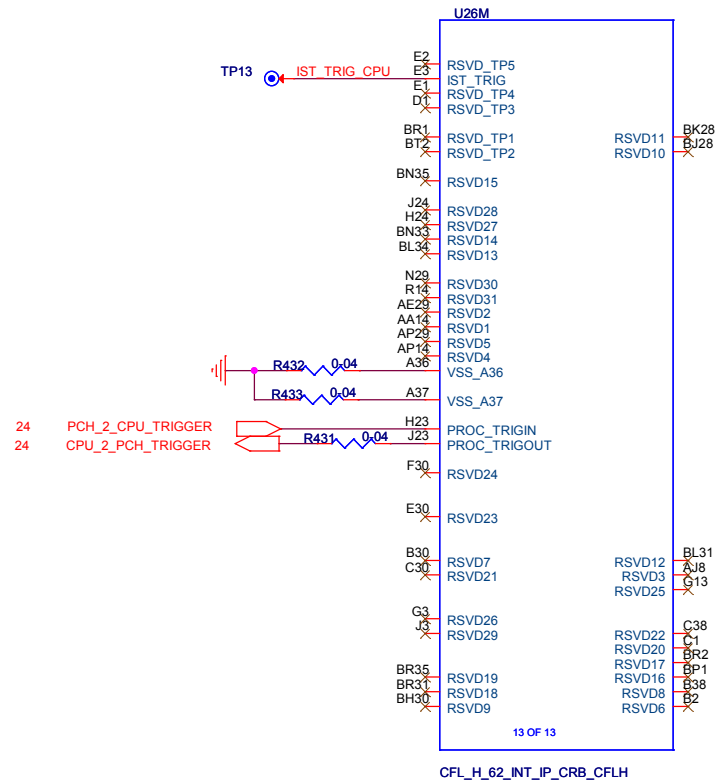 U26M
TP13
IST_TRIG_CPU
E2 RSVD_TP5
E3 IST_TRIG
E1 RSVD_TP4
D1 RSVD_TP3
BR1 RSVD_TP1 RSVD11 BK28
BT2 RSVD_TP2 RSVD10 BJ28
BN35 RSVD15
J24 RSVD28
H24 RSVD27
BN33 RSVD14
BL34 RSVD13
N29 RSVD30
R14 RSVD31
AE29 RSVD2
AA14 RSVD1
AP29 RSVD5
AP14 RSVD4
R432 0-04 A36 VSS_A36
R433 0-04 A37 VSS_A37
24 PCH_2_CPU_TRIGGER H23 PROC_TRIGIN
24 CPU_2_PCH_TRIGGER R431 0-04 J23 PROC_TRIGOUT
F30 RSVD24
E30 RSVD23
B30 RSVD7 RSVD12 BL31
C30 RSVD21 RSVD3 AJ8
RSVD25 G13
G3 RSVD26
J3 RSVD29 RSVD22 C38
RSVD20 C1
RSVD17 BR2
BR35 RSVD19 RSVD16 BP1
BR31 RSVD18 RSVD8 B38
BH30 RSVD9 RSVD6 B2
13 OF 13
CFL_H_62_INT_IP_CRB_CFLH